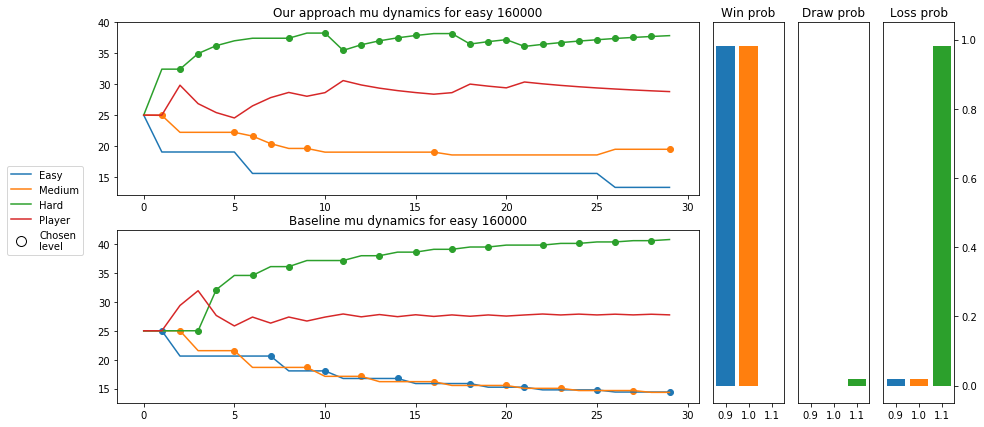 Our approach mu dynamics for easy 160000
40
35
30
25
20
15
0 5 10 15 20 25 30
Baseline mu dynamics for easy 160000
40
35
30
25
20
15
0 5 10 15 20 25 30
Easy
Medium
Hard
Player
Chosen
level
Win prob
0.9 1.0 1.1
Draw prob
0.9 1.0 1.1
Loss prob
1.0
0.8
0.6
0.4
0.2
0.0
0.9 1.0 1.1